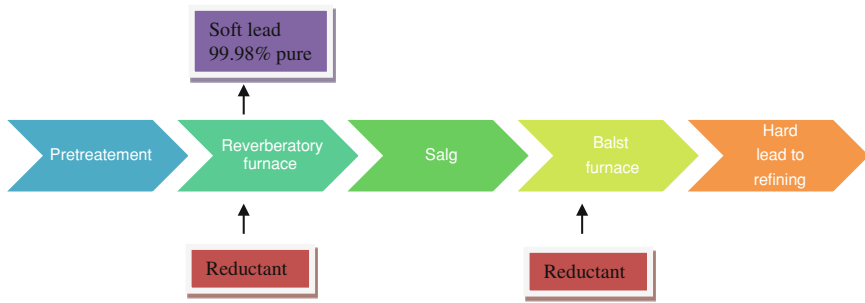 Soft lead
99.98% pure
Pretreatement
Reverberatory
furnace
Salg
Balst
furnace
Hard
lead to
refining
Reductant
Reductant